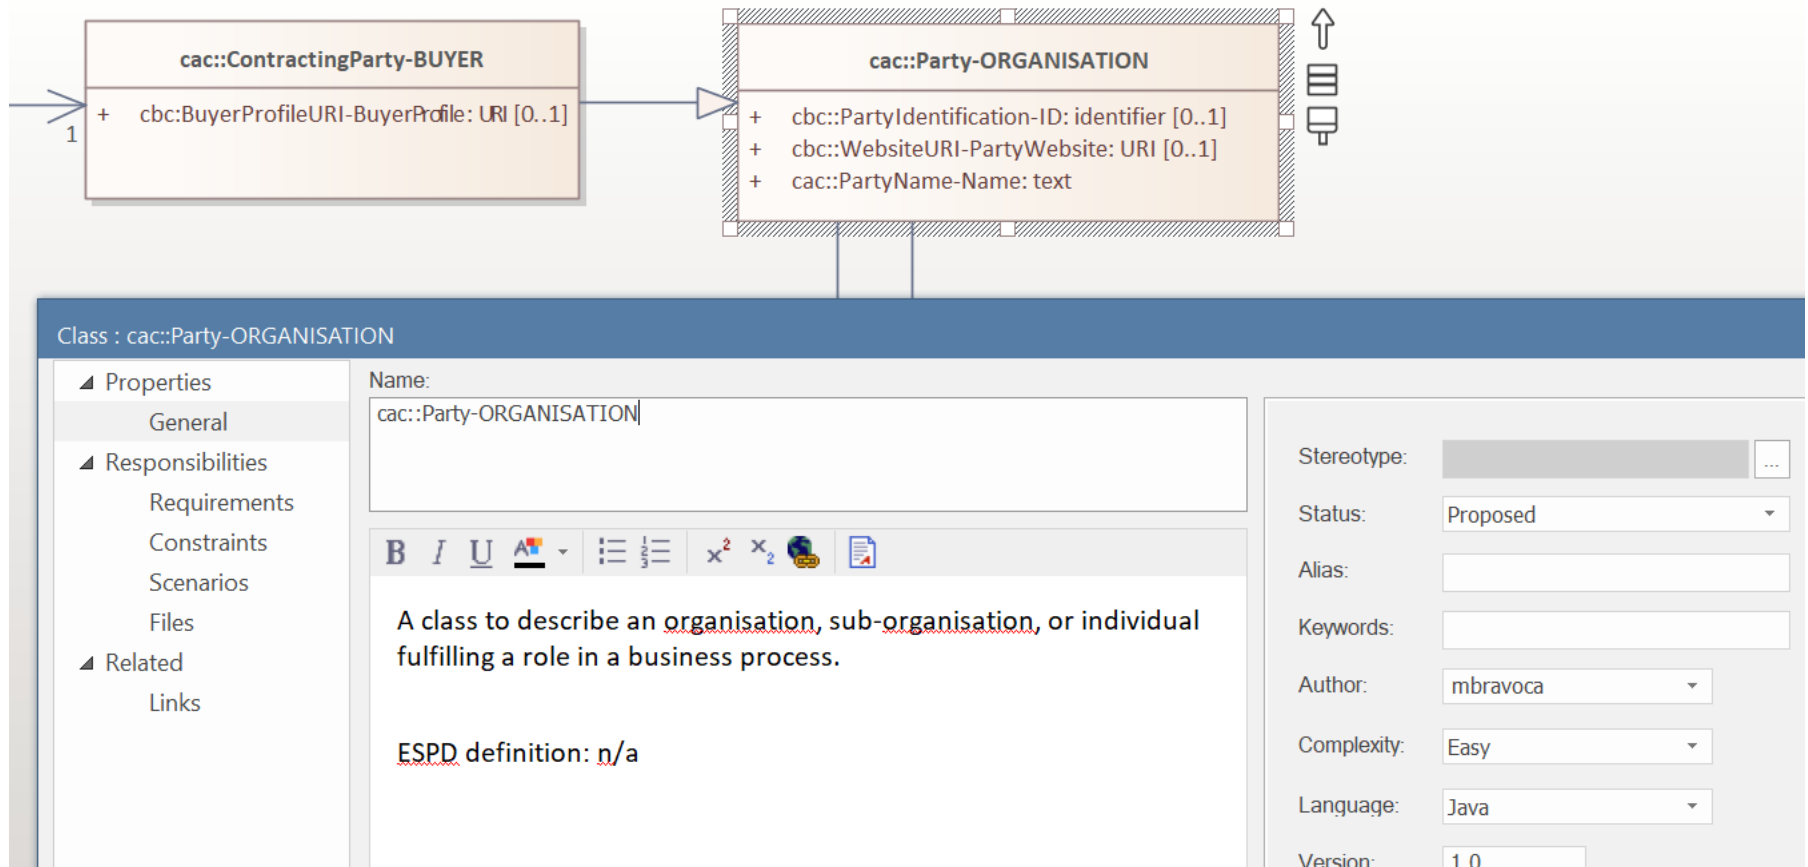 cac::ContractingParty-BUYER
+ cbc:BuyerProfileURI-BuyerProfile: URI [0..1]
1
cac::Party-ORGANISATION
+ cbc::PartyIdentification-ID: identifier [0..1]
+ cbc::WebsiteURI-PartyWebsite: URI [0..1]
+ cac::PartyName-Name: text
Class : cac::Party-ORGANISATION
Properties
General
Responsibilities
Requirements
Constraints
Scenarios
Files
Related
Links
Name:
cac::Party-ORGANISATION
B I U A x² x₂
A class to describe an organisation, sub-organisation, or individual
fulfilling a role in a business process.
ESPD definition: n/a
Stereotype: ...
Status: Proposed
Alias:
Keywords:
Author: mbravoca
Complexity: Easy
Language: Java
Version: 1.0